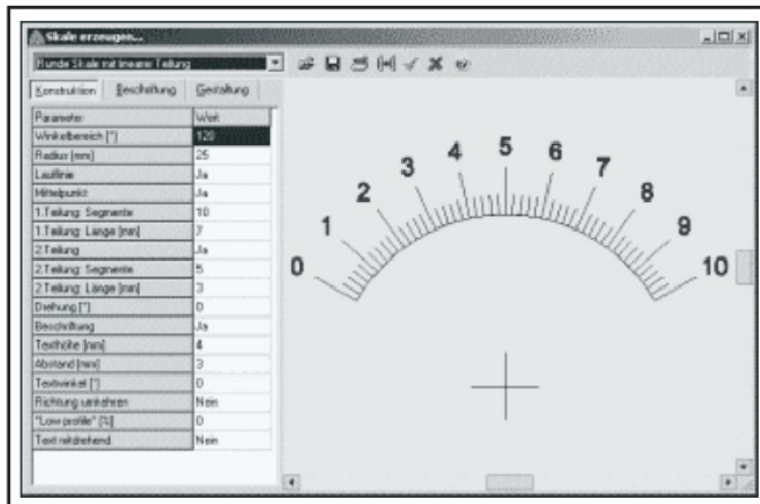 Skale erzeugen...
Runde Skale mit linearer Teilung
Konstruktion Beschriftung Gestaltung
Parameter Wert
Winkelbereich [°] 120
Radius [mm] 25
Lauflinie Ja
Mittelpunkt Ja
1.Teilung: Segmente 10
1.Teilung: Länge [mm] 7
2.Teilung Ja
2.Teilung: Segmente 5
2.Teilung: Länge [mm] 3
Drehung [°] 0
Beschriftung Ja
Texthöhe [mm] 4
Abstand [mm] 3
Textwinkel [°] 0
Richtung umkehren Nein
"Low profile" [%] 0
Text mitdrehend Nein
0 1 2 3 4 5 6 7 8 9 10